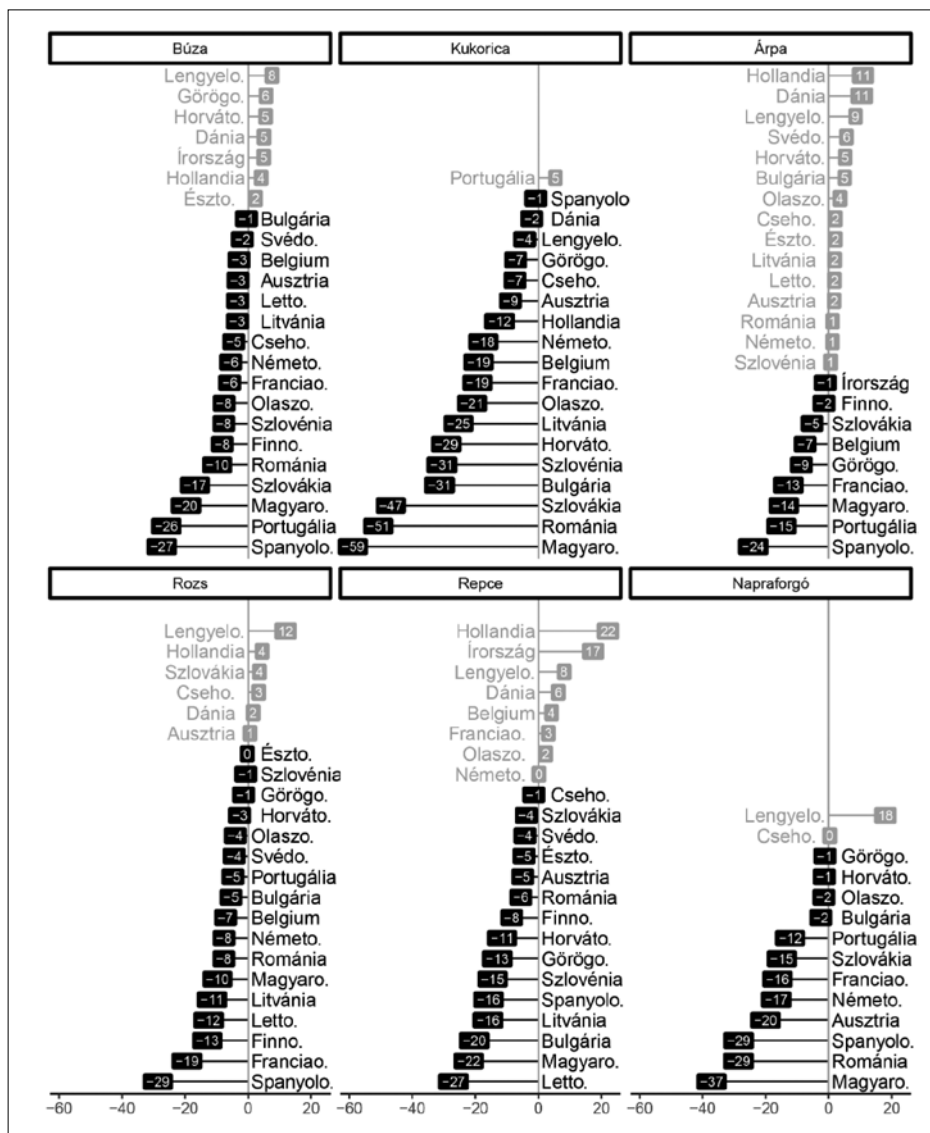 Búza
Lengyelo. 8
Görögo. 6
Horváto. 5
Dánia 5
Írország 5
Hollandia 4
Észto. 2
−1 Bulgária
−2 Svédo.
−3 Belgium
−3 Ausztria
−3 Letto.
−3 Litvánia
−5 Cseho.
−6 Németo.
−6 Franciao.
−8 Olaszo.
−8 Szlovénia
−8 Finno.
−10 Románia
−17 Szlovákia
−20 Magyaro.
−26 Portugália
−27 Spanyolo.
Kukorica
Portugália 5
−1 Spanyolo
−2 Dánia
−4 Lengyelo.
−7 Görögo.
−7 Cseho.
−9 Ausztria
−12 Hollandia
−18 Németo.
−19 Belgium
−19 Franciao.
−21 Olaszo.
−25 Litvánia
−29 Horváto.
−31 Szlovénia
−31 Bulgária
−47 Szlovákia
−51 Románia
−59 Magyaro.
Árpa
Hollandia 11
Dánia 11
Lengyelo. 9
Svédo. 6
Horváto. 5
Bulgária 5
Olaszo. 4
Cseho. 2
Észto. 2
Litvánia 2
Letto. 2
Ausztria 2
Románia 1
Németo. 1
Szlovénia 1
−1 Írország
−2 Finno.
−5 Szlovákia
−7 Belgium
−9 Görögo.
−13 Franciao.
−14 Magyaro.
−15 Portugália
−24 Spanyolo.
Rozs
Lengyelo. 12
Hollandia 4
Szlovákia 4
Cseho. 3
Dánia 2
Ausztria 1
0 Észto.
−1 Szlovénia
−1 Görögo.
−3 Horváto.
−4 Olaszo.
−4 Svédo.
−5 Portugália
−5 Bulgária
−7 Belgium
−8 Németo.
−8 Románia
−10 Magyaro.
−11 Litvánia
−12 Letto.
−13 Finno.
−19 Franciao.
−29 Spanyolo.
−60 −40 −20 0 20
Repce
Hollandia 22
Írország 17
Lengyelo. 8
Dánia 6
Belgium 4
Franciao. 3
Olaszo. 2
Németo. 0
−1 Cseho.
−4 Szlovákia
−4 Svédo.
−5 Észto.
−5 Ausztria
−6 Románia
−8 Finno.
−11 Horváto.
−13 Görögo.
−15 Szlovénia
−16 Spanyolo.
−16 Litvánia
−20 Bulgária
−22 Magyaro.
−27 Letto.
−60 −40 −20 0 20
Napraforgó
Lengyelo. 18
Cseho. 0
−1 Görögo.
−1 Horváto.
−2 Olaszo.
−2 Bulgária
−12 Portugália
−15 Szlovákia
−16 Franciao.
−17 Németo.
−20 Ausztria
−29 Spanyolo.
−29 Románia
−37 Magyaro.
−60 −40 −20 0 20